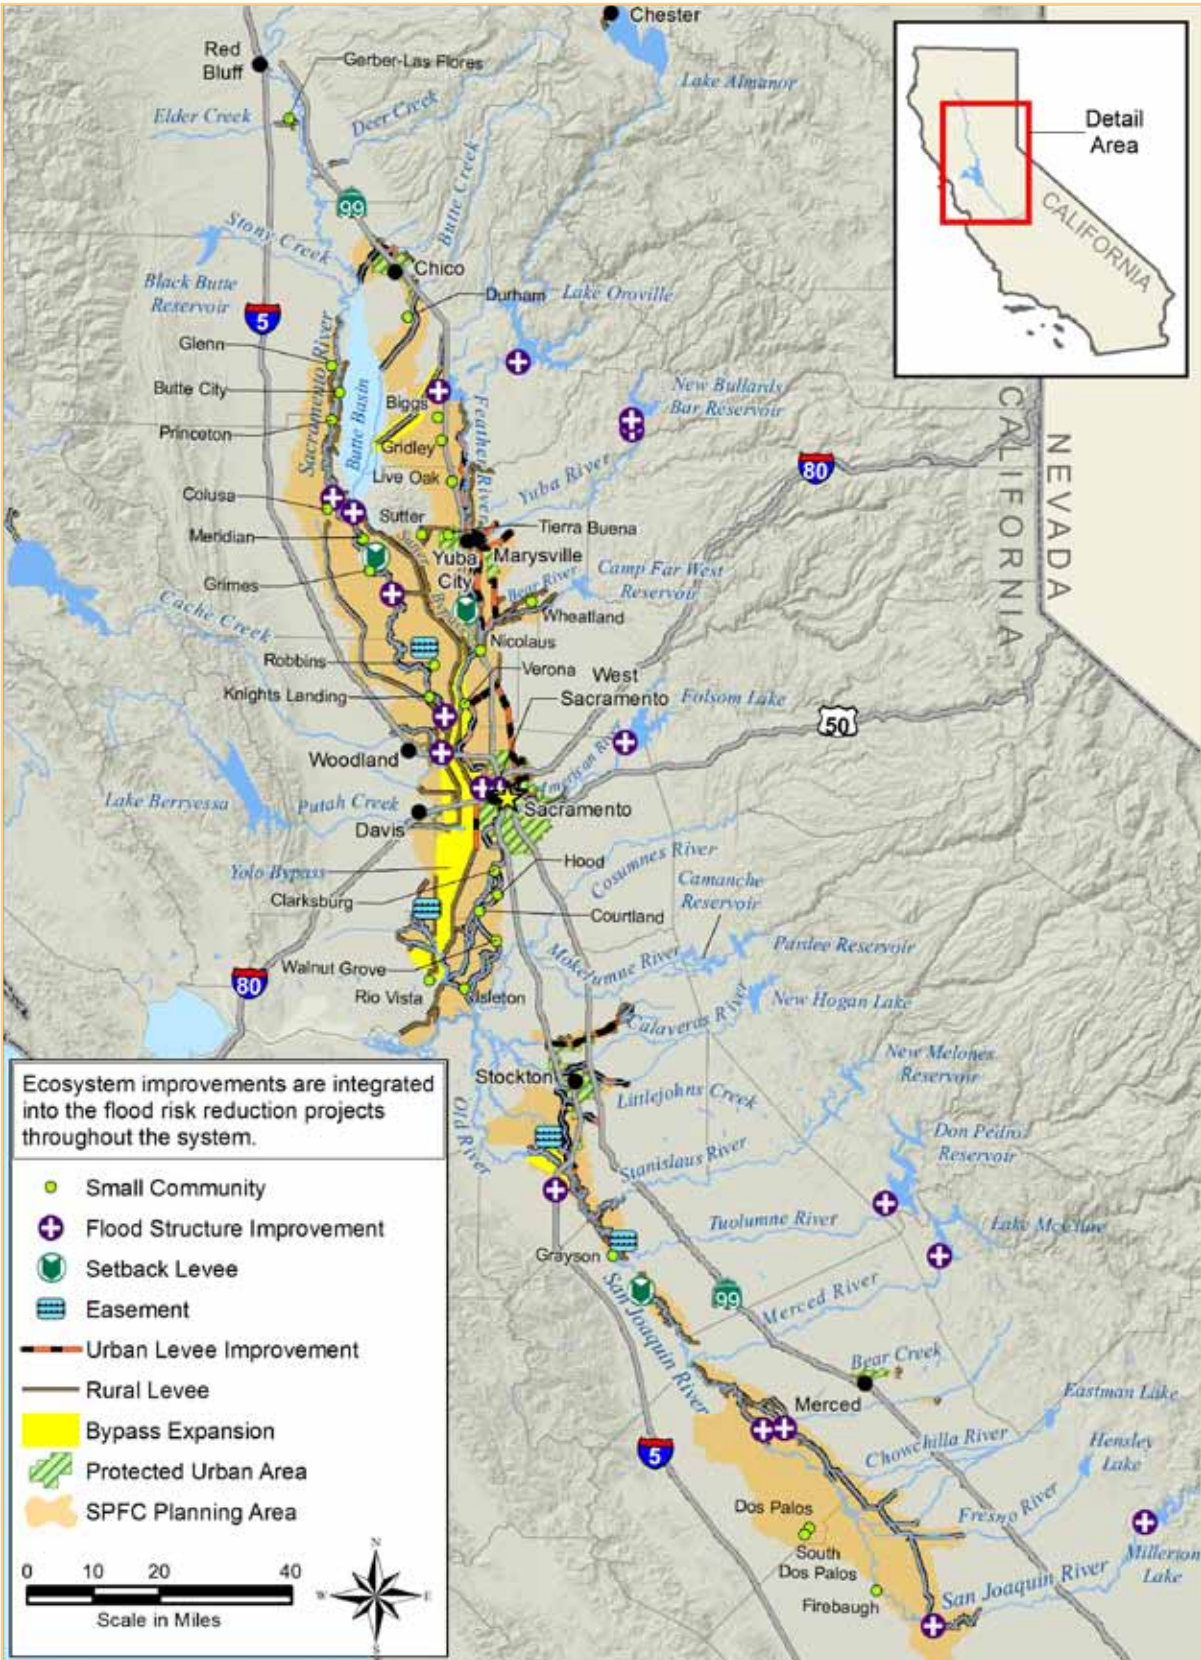 Chester
Red
Bluff
Gerber-Las Flores
Lake Almanor
Elder Creek
Deer Creek
Detail
Area
CALIFORNIA
99
Butte Creek
Stony Creek
Chico
Black Butte
Reservoir
Durham
Lake Oroville
5
Glenn
Sacramento River
Butte City
Butte Basin
Biggs
Feather River
New Bullards
Bar Reservoir
Princeton
Gridley
CALIFORNIA
NEVADA
Live Oak
Yuba River
80
Colusa
Sutter
Tierra Buena
Meridian
Sutter Bypass
Yuba
City
Marysville
Grimes
Bear River
Camp Far West
Reservoir
Cache Creek
Wheatland
Nicolaus
Robbins
Verona
West
Sacramento
Knights Landing
Folsom Lake
50
Woodland
American River
Lake Berryessa
Putah Creek
Sacramento
Davis
Yolo Bypass
Hood
Cosumnes River
Clarksburg
Camanche
Reservoir
Courtland
Pardee Reservoir
Walnut Grove
Mokelumne River
80
Rio Vista
Isleton
New Hogan Lake
Calaveras River
New Melones
Reservoir
Stockton
Littlejohns Creek
Old River
Don Pedro
Reservoir
Stanislaus River
Tuolumne River
Lake McClure
Grayson
San Joaquin River
99
Merced River
Bear Creek
Merced
Eastman Lake
5
Chowchilla River
Hensley
Lake
Dos Palos
Fresno River
South
Dos Palos
Millerton
Lake
Firebaugh
San Joaquin River
Ecosystem improvements are integrated
into the flood risk reduction projects
throughout the system.
Small Community
Flood Structure Improvement
Setback Levee
Easement
Urban Levee Improvement
Rural Levee
Bypass Expansion
Protected Urban Area
SPFC Planning Area
0 10 20 40
Scale in Miles
N
W
E
S